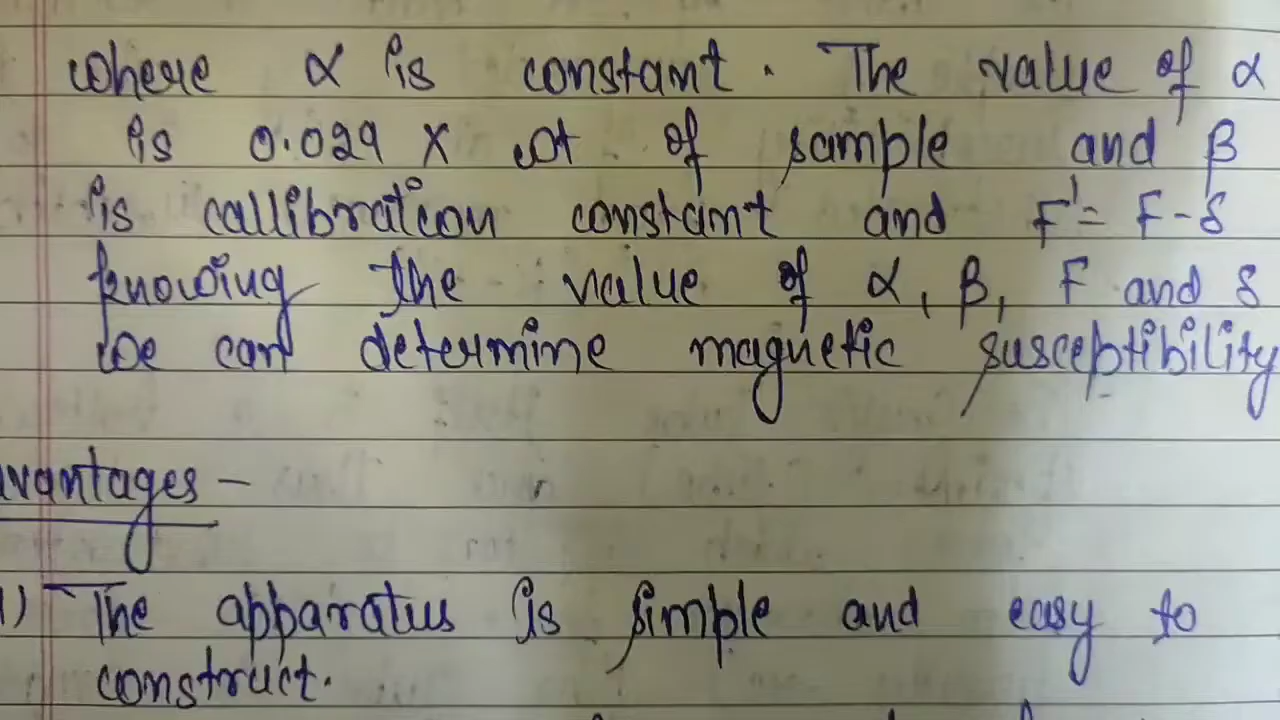 where α is constant. The value of α
is 0.029 x wt of sample and β
is callibration constant and F' = F - δ
knowing the value of α, β, F and δ
we can determine magnetic susceptibility
vantages -
1) The apparatus is simple and easy to
construct.